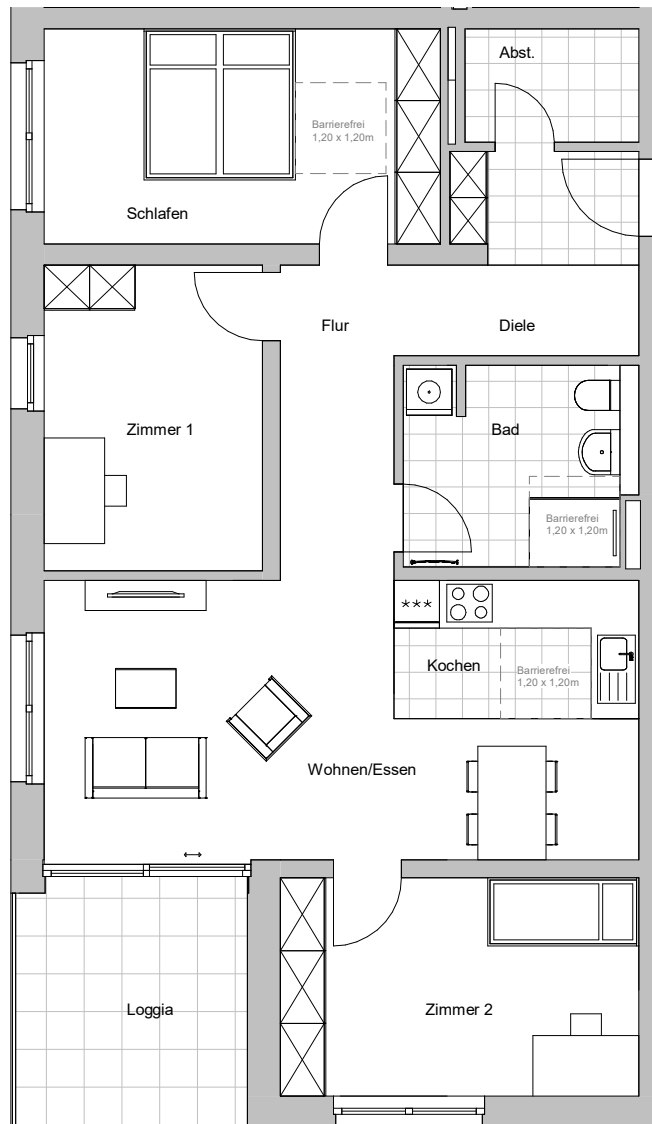 Abst.
Barrierefrei
1,20 x 1,20m
Schlafen
Flur
Diele
Zimmer 1
Bad
Barrierefrei
1,20 x 1,20m
***
Kochen
Barrierefrei
1,20 x 1,20m
Wohnen/Essen
Loggia
Zimmer 2